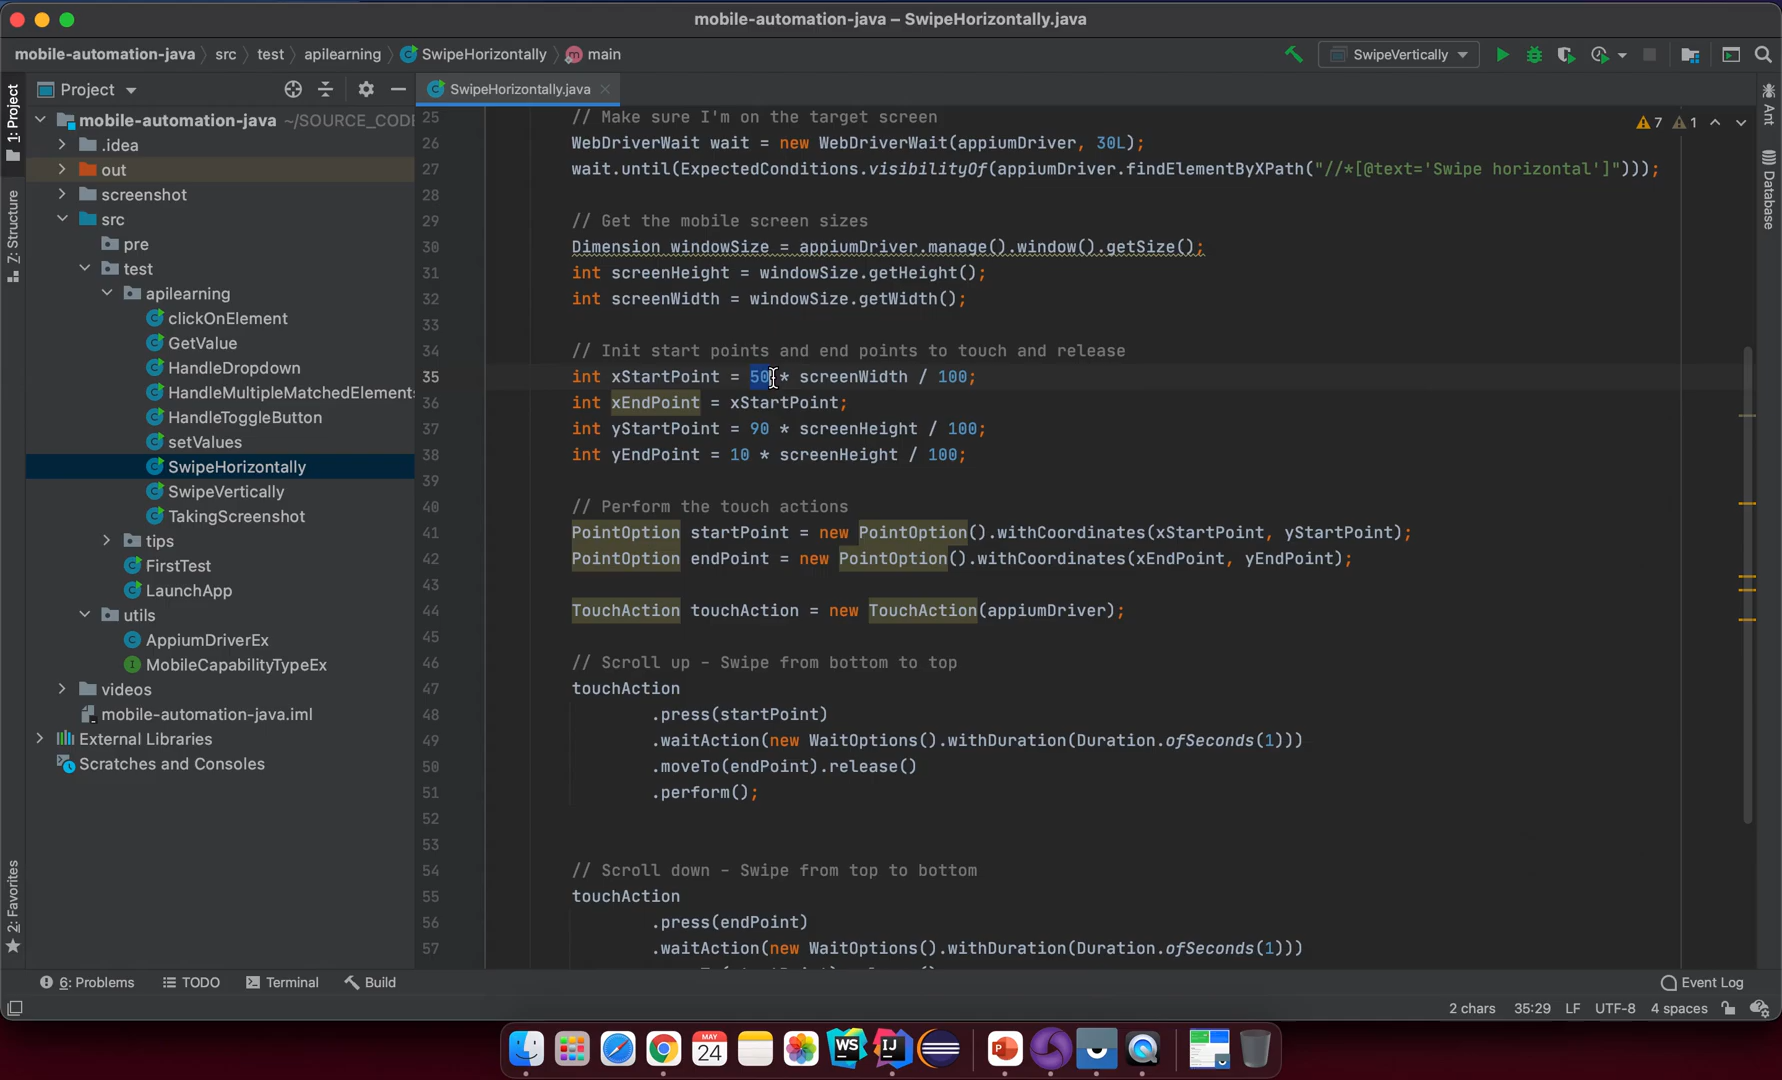 mobile-automation-java – SwipeHorizontally.java
mobile-automation-java
src
test
apilearning
SwipeHorizontally
main
SwipeVertically
1: Project
Project
SwipeHorizontally.java
7
1
Ant
Database
Z: Structure
2: Favorites
mobile-automation-java ~/SOURCE_CODE
.idea
out
screenshot
src
pre
test
apilearning
clickOnElement
GetValue
HandleDropdown
HandleMultipleMatchedElements
HandleToggleButton
setValues
SwipeHorizontally
SwipeVertically
TakingScreenshot
tips
FirstTest
LaunchApp
utils
AppiumDriverEx
MobileCapabilityTypeEx
videos
mobile-automation-java.iml
External Libraries
Scratches and Consoles
25 // Make sure I'm on the target screen
26 WebDriverWait wait = new WebDriverWait(appiumDriver, 30L);
27 wait.until(ExpectedConditions.visibilityOf(appiumDriver.findElementByXPath("//*[@text='Swipe horizontal']")));
28
29 // Get the mobile screen sizes
30 Dimension windowSize = appiumDriver.manage().window().getSize();
31 int screenHeight = windowSize.getHeight();
32 int screenWidth = windowSize.getWidth();
33
34 // Init start points and end points to touch and release
35 int xStartPoint = 50 * screenWidth / 100;
36 int xEndPoint = xStartPoint;
37 int yStartPoint = 90 * screenHeight / 100;
38 int yEndPoint = 10 * screenHeight / 100;
39
40 // Perform the touch actions
41 PointOption startPoint = new PointOption().withCoordinates(xStartPoint, yStartPoint);
42 PointOption endPoint = new PointOption().withCoordinates(xEndPoint, yEndPoint);
43
44 TouchAction touchAction = new TouchAction(appiumDriver);
45
46 // Scroll up - Swipe from bottom to top
47 touchAction
48 .press(startPoint)
49 .waitAction(new WaitOptions().withDuration(Duration.ofSeconds(1)))
50 .moveTo(endPoint).release()
51 .perform();
52
53
54 // Scroll down - Swipe from top to bottom
55 touchAction
56 .press(endPoint)
57 .waitAction(new WaitOptions().withDuration(Duration.ofSeconds(1)))
6: Problems
TODO
Terminal
Build
Event Log
2 chars
35:29
LF
UTF-8
4 spaces
MAY
24
WS
IJ
P